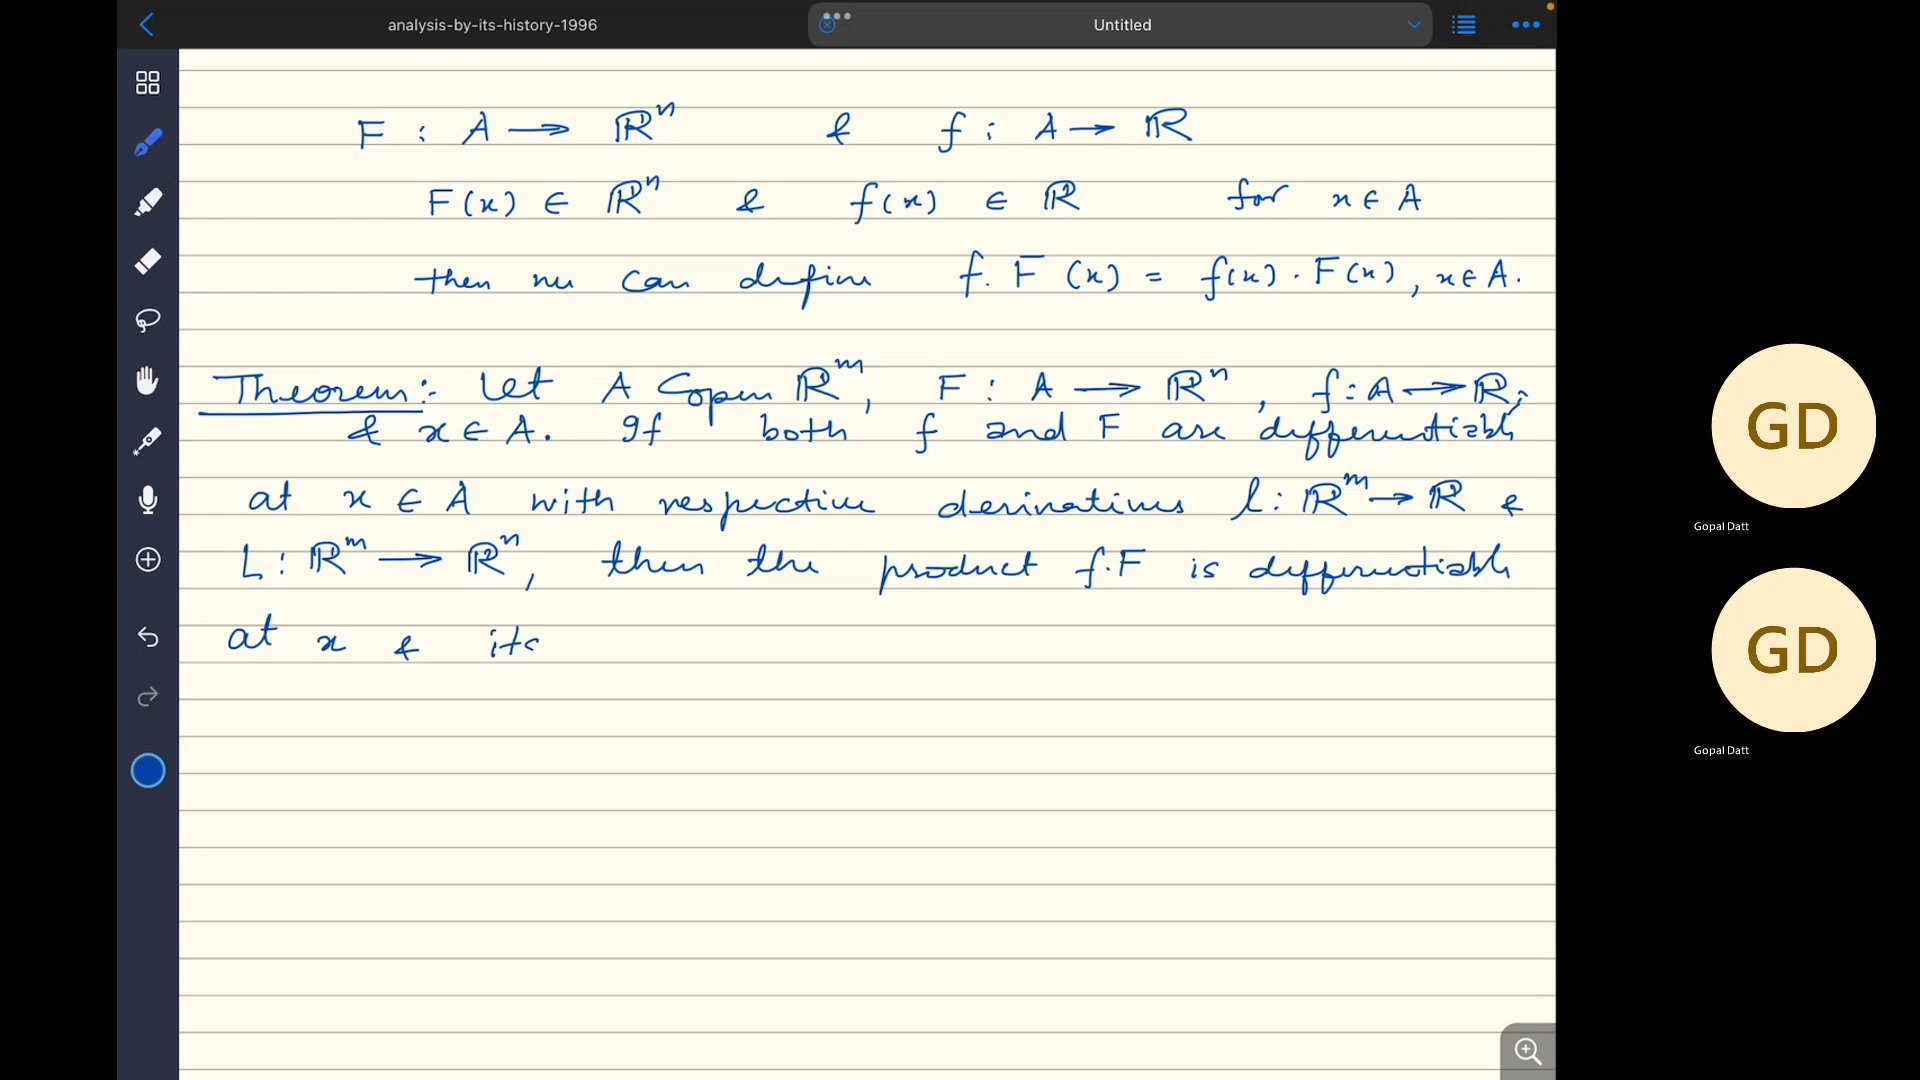 analysis-by-its-history-1996
Untitled
F : A → ℝⁿ & f : A → ℝ
F(x) ∈ ℝⁿ & f(x) ∈ ℝ for x ∈ A
then we can define f. F (x) = f(x) · F(x), x ∈ A.
Theorem:- Let A ⊂open ℝᵐ, F : A → ℝⁿ, f : A → ℝ,
& x ∈ A. If both f and F are differentiable
at x ∈ A with respective derivatives l : ℝᵐ → ℝ &
L : ℝᵐ → ℝⁿ, then the product f.F is differentiable
at x & its
GD
Gopal Datt
GD
Gopal Datt